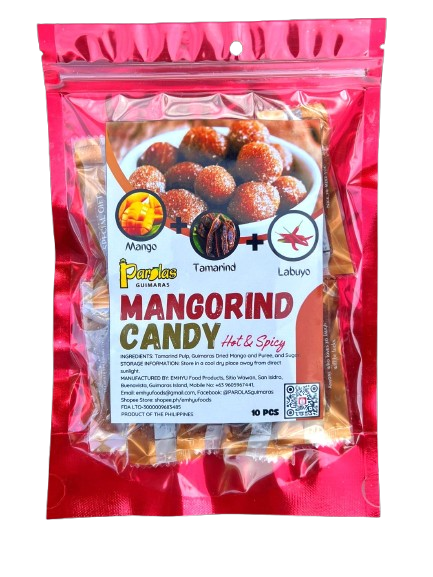 Mango
Tamarind
Labuyo
Parolas
GUIMARAS
MANGORIND
CANDY Hot & Spicy
INGREDIENTS: Tamarind Pulp, Guimaras Dried Mango and Puree, and Sugar
STORAGE INFORMATION: Store in a cool dry place away from direct
sunlight.
MANUFACTURED BY: EMHYU Food Products, Sitio Wawan, San Isidro,
Buenavista, Guimaras Island, Mobile No: +63 9605967441,
Email: emhyufoods@gmail.com, Facebook: @PAROLASguimaras
Shopee Store: shopee.ph/emhyufoods
FDA LTO-3000009683485
PRODUCT OF THE PHILIPPINES
10 PCS